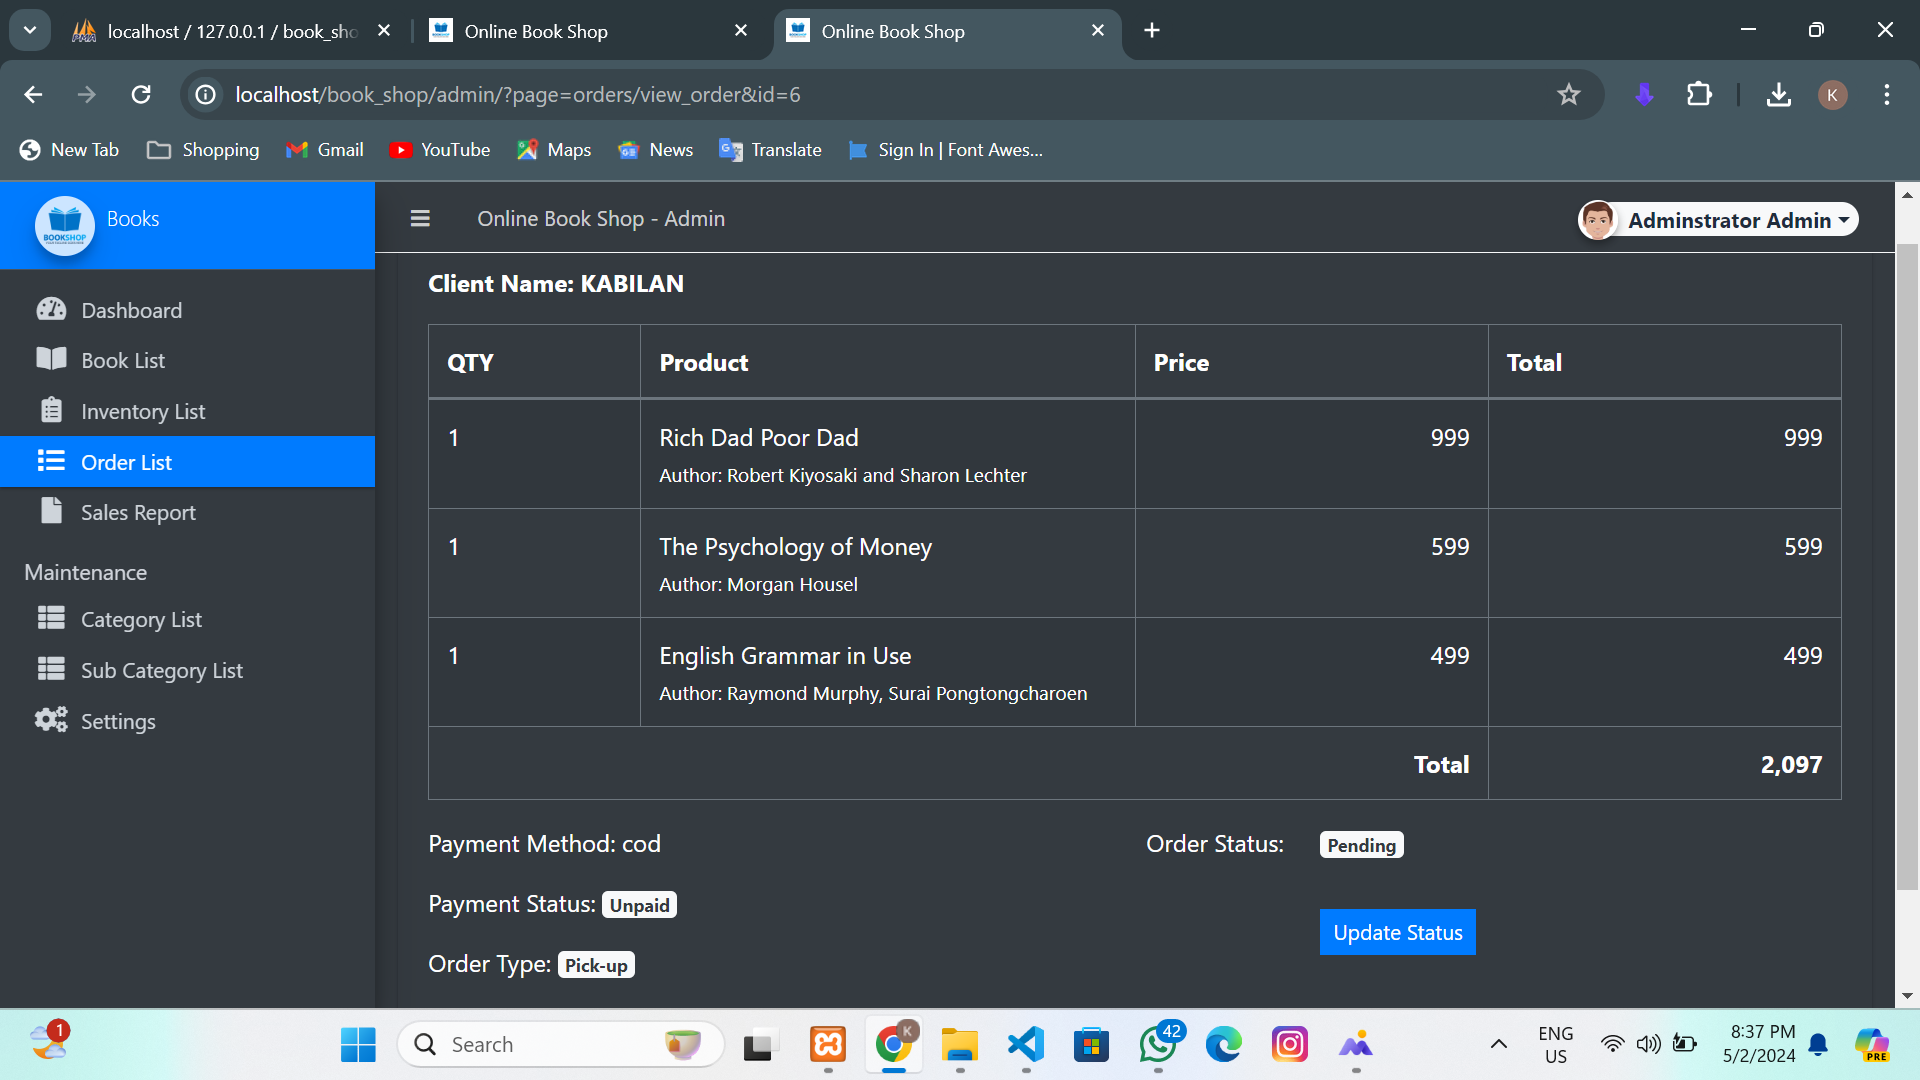 localhost / 127.0.0.1 / book_sho
Online Book Shop
Online Book Shop
localhost/book_shop/admin/?page=orders/view_order&id=6
K
New Tab
Shopping
Gmail
YouTube
Maps
News
Translate
Sign In | Font Awes...
BOOKSHOP
Books
Online Book Shop - Admin
Adminstrator Admin
Dashboard
Book List
Inventory List
Order List
Sales Report
Maintenance
Category List
Sub Category List
Settings
Client Name: KABILAN
QTY Product Price Total
1 Rich Dad Poor Dad 999 999
Author: Robert Kiyosaki and Sharon Lechter
1 The Psychology of Money 599 599
Author: Morgan Housel
1 English Grammar in Use 499 499
Author: Raymond Murphy, Surai Pongtongcharoen
Total 2,097
Payment Method: cod
Order Status: Pending
Payment Status: Unpaid
Update Status
Order Type: Pick-up
1
Search
K
42
ENG
US
8:37 PM
5/2/2024
PRE